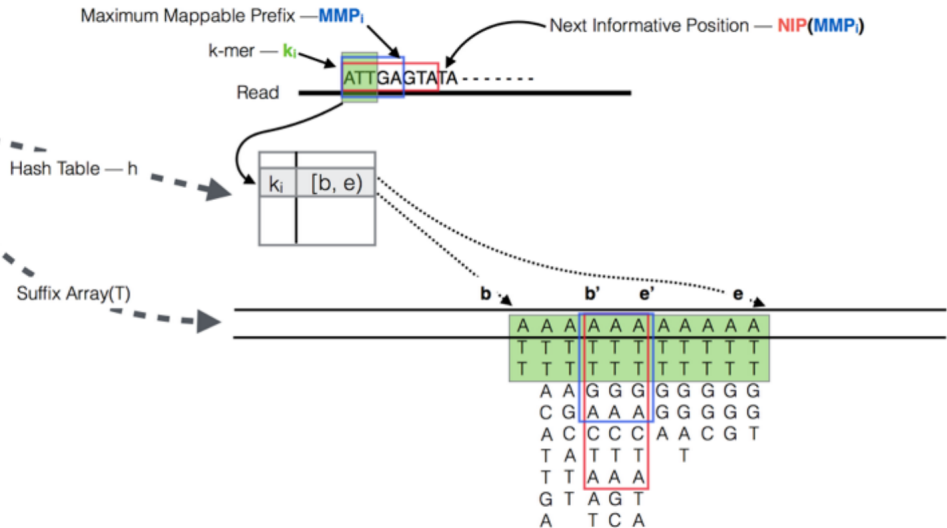 Maximum Mappable Prefix — MMPi
Next Informative Position — NIP(MMPi)
k-mer — ki
ATTGAGTATA - - - - - - -
Read
Hash Table — h
ki [b, e)
Suffix Array(T)
b b’ e’ e
A A A A A A A A A A A
T T T T T T T T T T T
T T T T T T T T T T T
A A G G G G G G G G
C G A A A G G G G G
A C C C C A A C G T
T A T T T T
T T A A A
G T A G T
A T C A